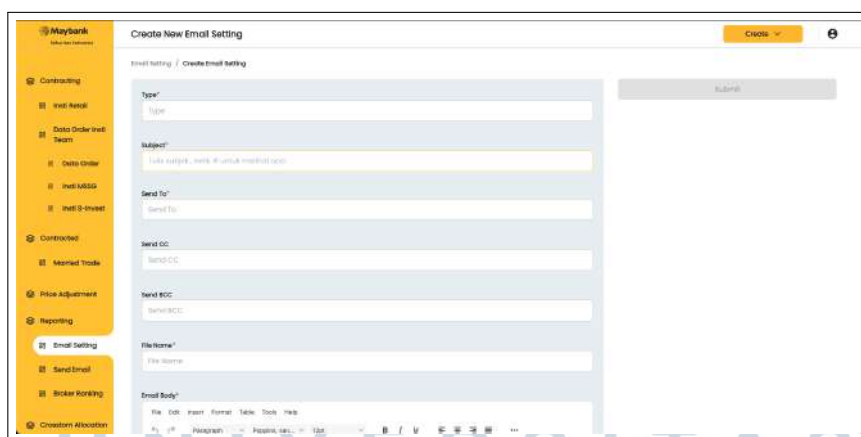 Maybank
Create New Email Setting
Create
Email Setting / Create Email Setting
Contracting
Insti Retail
Data Order Insti
Team
Data Order
Insti MSSG
Insti S-Invest
Contracted
Married Trade
Price Adjustment
Reporting
Email Setting
Send Email
Broker Ranking
Type*
Type
Submit
Subject*
Send To*
Send To
Send CC
Send CC
Send BCC
Send BCC
File Name*
File Name
Email Body*
File Edit Insert Format Table Tools Help
Paragraph Poppins, san... 12pt B I U ...